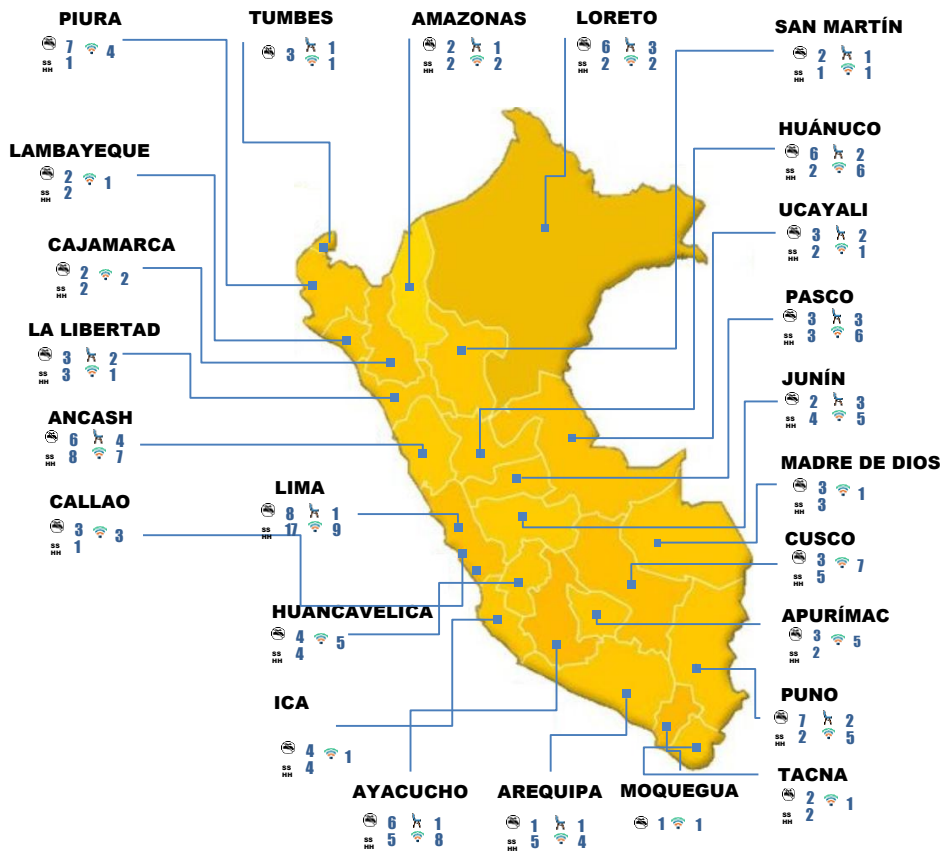 PIURA
7 4
SS HH 1
TUMBES
3 1
1
AMAZONAS
2 1
SS HH 2 2
LORETO
6 3
SS HH 2 2
SAN MARTÍN
2 1
SS HH 1 1
LAMBAYEQUE
2 1
SS HH 2
HUÁNUCO
6 2
SS HH 2 6
CAJAMARCA
2 2
SS HH 2
UCAYALI
3 2
SS HH 2 1
LA LIBERTAD
3 2
SS HH 3 1
PASCO
3 3
SS HH 3 6
ANCASH
6 4
SS HH 8 7
JUNÍN
2 3
SS HH 4 5
CALLAO
3 3
SS HH 1
LIMA
8 1
SS HH 17 9
MADRE DE DIOS
3 1
SS HH 3
CUSCO
3 7
SS HH 5
HUANCAVELICA
4 5
SS HH 4
APURÍMAC
3 5
SS HH 2
ICA
4 1
SS HH 4
PUNO
7 2
SS HH 2 5
AYACUCHO
6 1
SS HH 5 8
AREQUIPA
1 1
SS HH 5 4
MOQUEGUA
1 1
TACNA
2 1
SS HH 2